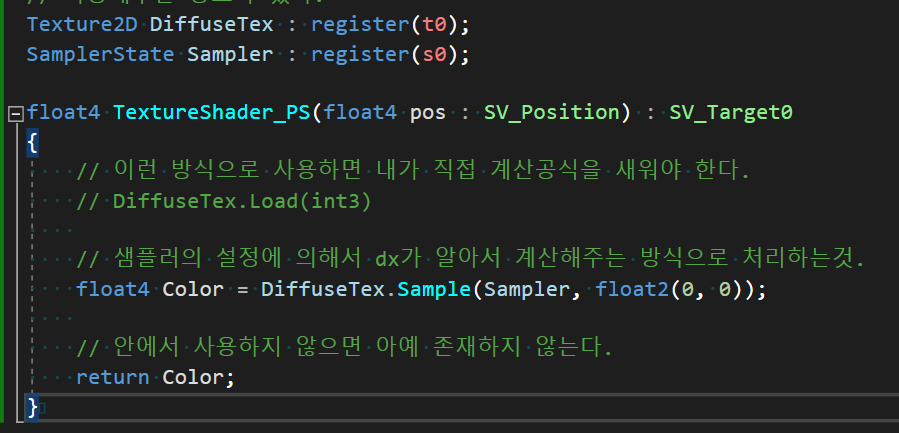 Texture2D DiffuseTex : register(t0);
SamplerState Sampler : register(s0);
float4 TextureShader_PS(float4 pos : SV_Position) : SV_Target0
{
// 이런 방식으로 사용하면 내가 직접 계산공식을 새워야 한다.
// DiffuseTex.Load(int3)
// 샘플러의 설정에 의해서 dx가 알아서 계산해주는 방식으로 처리하는것.
float4 Color = DiffuseTex.Sample(Sampler, float2(0, 0));
// 안에서 사용하지 않으면 아예 존재하지 않는다.
return Color;
}